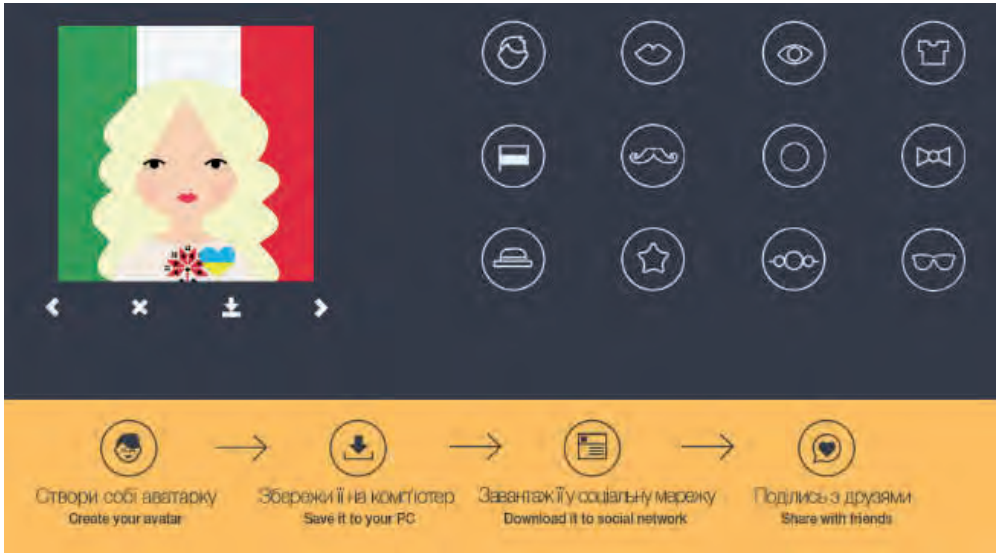 Створи собі аватарку
Create your avatar
Збережи її на комп'ютер
Save it to your PC
Завантаж її у соціальну мережу
Download it to social network
Поділись з друзями
Share with friends